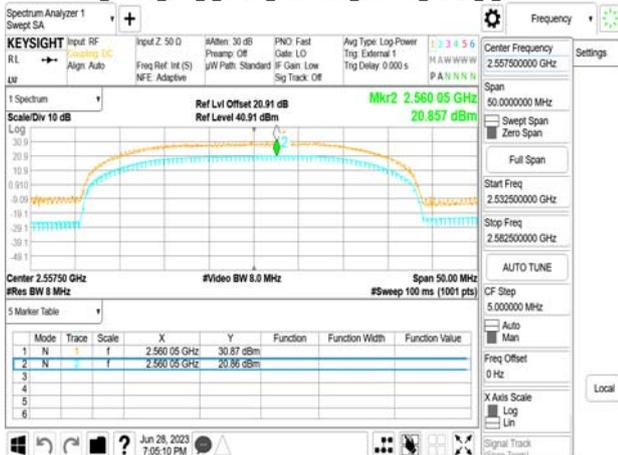 Spectrum Analyzer 1
Swept SA
Frequency
KEYSIGHT
RL
LXI
Input: RF
Coupling: DC
Align: Auto
Input Z: 50 Ω
Freq Ref: Int (S)
NFE: Adaptive
#Atten: 30 dB
Preamp: Off
µW Path: Standard
PNO: Fast
Gate: LO
IF Gain: Low
Sig Track: Off
Avg Type: Log-Power
Trig: External 1
Trig Delay: 0.000 s
1 2 3 4 5 6
M A W W W W
P A N N N N
Center Frequency
2.557500000 GHz
Settings
Span
50.0000000 MHz
Swept Span
Zero Span
Full Span
Start Freq
2.532500000 GHz
Stop Freq
2.582500000 GHz
AUTO TUNE
CF Step
5.000000 MHz
Auto
Man
Freq Offset
0 Hz
X Axis Scale
Log
Lin
Signal Track
Local
1 Spectrum
Scale/Div 10 dB
Ref Lvl Offset 20.91 dB
Ref Level 40.91 dBm
Mkr2 2.560 05 GHz
20.857 dBm
Log
30.9
20.9
10.9
0.910
-9.09
-19.1
-29.1
-39.1
-49.1
2
Center 2.55750 GHz
#Res BW 8 MHz
#Video BW 8.0 MHz
Span 50.00 MHz
#Sweep 100 ms (1001 pts)
5 Marker Table
Mode Trace Scale X Y Function Function Width Function Value
1 N 1 f 2.560 05 GHz 30.87 dBm
2 N 2 f 2.560 05 GHz 20.86 dBm
3
4
5
6
Jun 28, 2023
7:05:10 PM